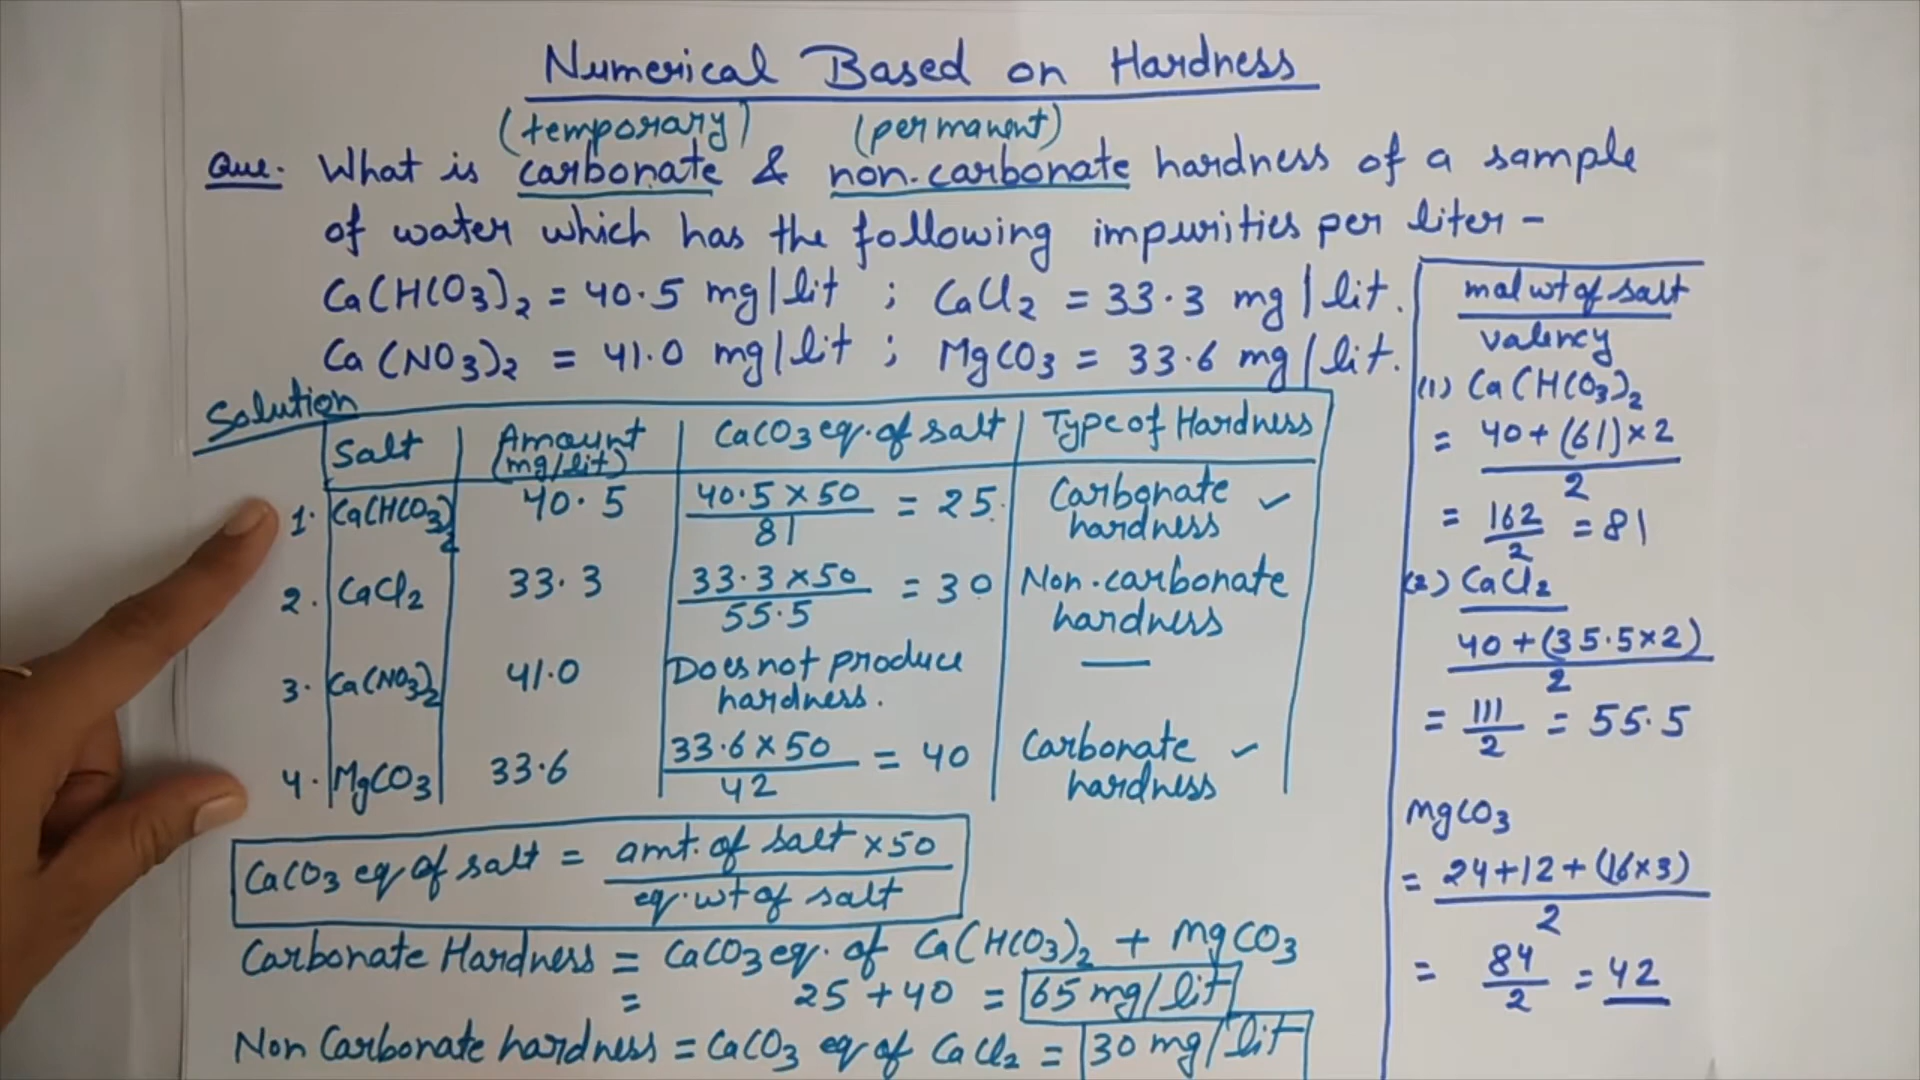 Numerical Based on Hardness
(temporary) (permanent)
Que. What is carbonate & non-carbonate hardness of a sample
of water which has the following impurities per liter -
Ca(HCO3)2 = 40.5 mg/lit ; CaCl2 = 33.3 mg/lit.
Ca(NO3)2 = 41.0 mg/lit ; MgCO3 = 33.6 mg/lit.
Solution
Salt Amount (mg/lit) CaCO3 eq. of salt Type of Hardness
1. Ca(HCO3)2 40.5 40.5 x 50 / 81 = 25 Carbonate hardness ✓
2. CaCl2 33.3 33.3 x 50 / 55.5 = 30 Non-carbonate hardness
3. Ca(NO3)2 41.0 Does not produce hardness. —
4. MgCO3 33.6 33.6 x 50 / 42 = 40 Carbonate hardness ✓
CaCO3 eq of salt = amt. of salt x 50 / eq. wt of salt
Carbonate Hardness = CaCO3 eq. of Ca(HCO3)2 + MgCO3
= 25 + 40 = 65 mg/lit
Non Carbonate hardness = CaCO3 eq of CaCl2 = 30 mg/lit
mol wt of salt
valency
(1) Ca(HCO3)2
= 40 + (61) x 2 / 2
= 162 / 2 = 81
(2) CaCl2
40 + (35.5 x 2) / 2
= 111 / 2 = 55.5
MgCO3
= 24 + 12 + (16 x 3) / 2
= 84 / 2 = 42